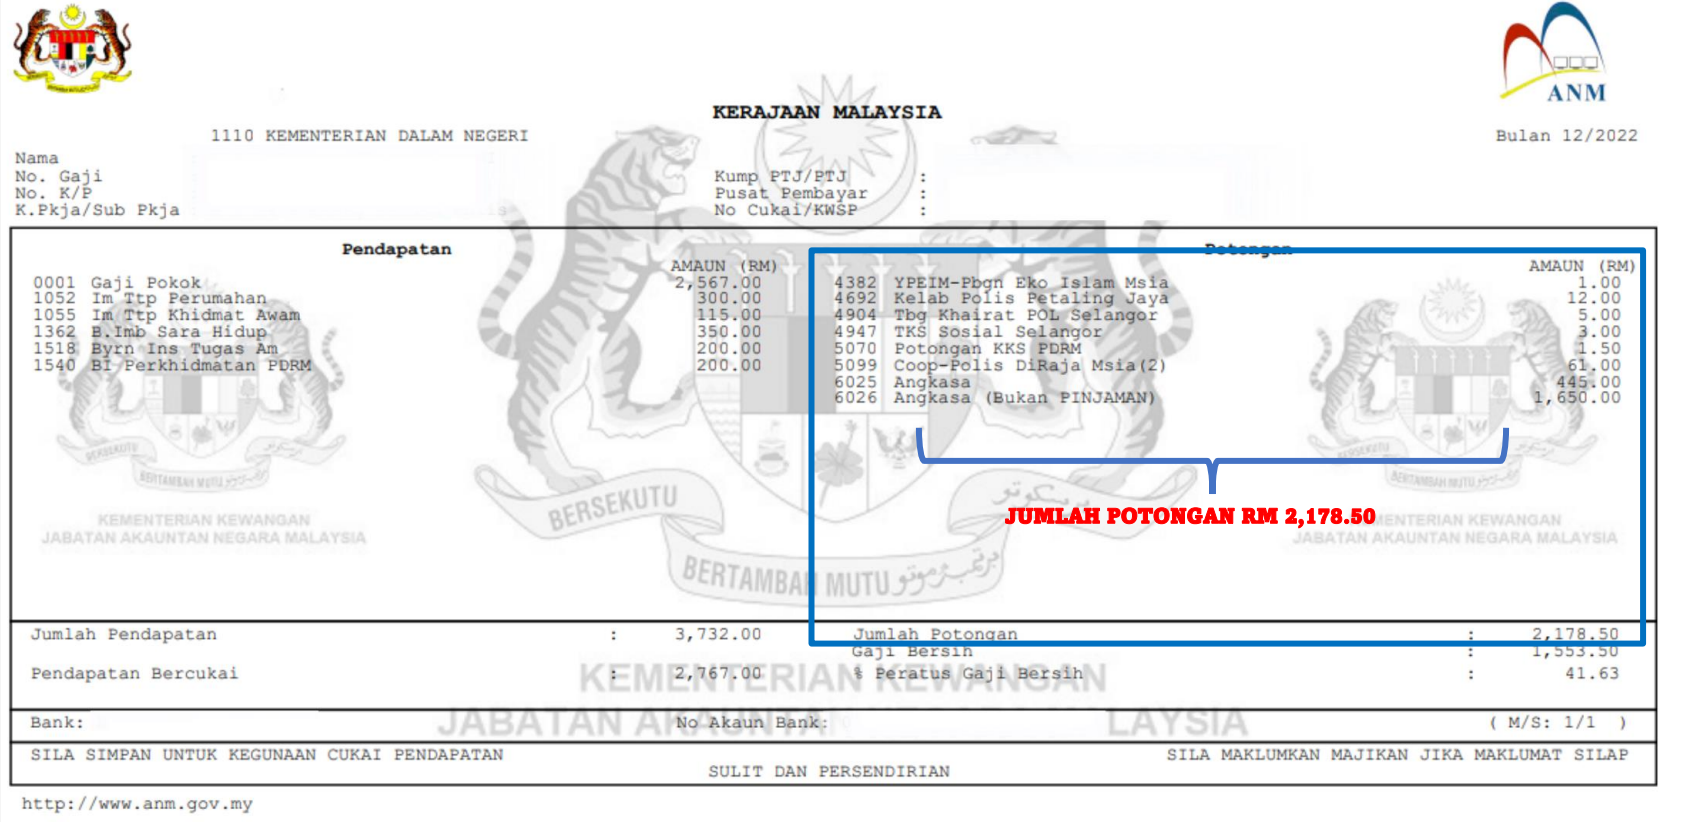 ANM
KERAJAAN MALAYSIA
1110 KEMENTERIAN DALAM NEGERI
Bulan 12/2022
Nama
No. Gaji
No. K/P
K.Pkja/Sub Pkja
Kump PTJ/PTJ :
Pusat Pembayar :
No Cukai/KWSP :
Pendapatan
AMAUN (RM)
0001 Gaji Pokok 2,567.00
1052 Im Ttp Perumahan 300.00
1055 Im Ttp Khidmat Awam 115.00
1362 B.Imb Sara Hidup 350.00
1518 Byrn Ins Tugas Am 200.00
1540 BI Perkhidmatan PDRM 200.00
Potongan
AMAUN (RM)
4382 YPEIM-Pbgn Eko Islam Msia 1.00
4692 Kelab Polis Petaling Jaya 12.00
4904 Tbg Khairat POL Selangor 5.00
4947 TKS Sosial Selangor 3.00
5070 Potongan KKS PDRM 1.50
5099 Coop-Polis DiRaja Msia(2) 61.00
6025 Angkasa 445.00
6026 Angkasa (Bukan PINJAMAN) 1,650.00
JUMLAH POTONGAN RM 2,178.50
BERSEKUTU
BERTAMBAH MUTU
KEMENTERIAN KEWANGAN
JABATAN AKAUNTAN NEGARA MALAYSIA
KEMENTERIAN KEWANGAN
JABATAN AKAUNTAN NEGARA MALAYSIA
Jumlah Pendapatan : 3,732.00
Jumlah Potongan : 2,178.50
Gaji Bersih : 1,553.50
Pendapatan Bercukai : 2,767.00
% Peratus Gaji Bersih : 41.63
KEMENTERIAN KEWANGAN
Bank:
No Akaun Bank:
( M/S: 1/1 )
SILA SIMPAN UNTUK KEGUNAAN CUKAI PENDAPATAN
SILA MAKLUMKAN MAJIKAN JIKA MAKLUMAT SILAP
SULIT DAN PERSENDIRIAN
http://www.anm.gov.my